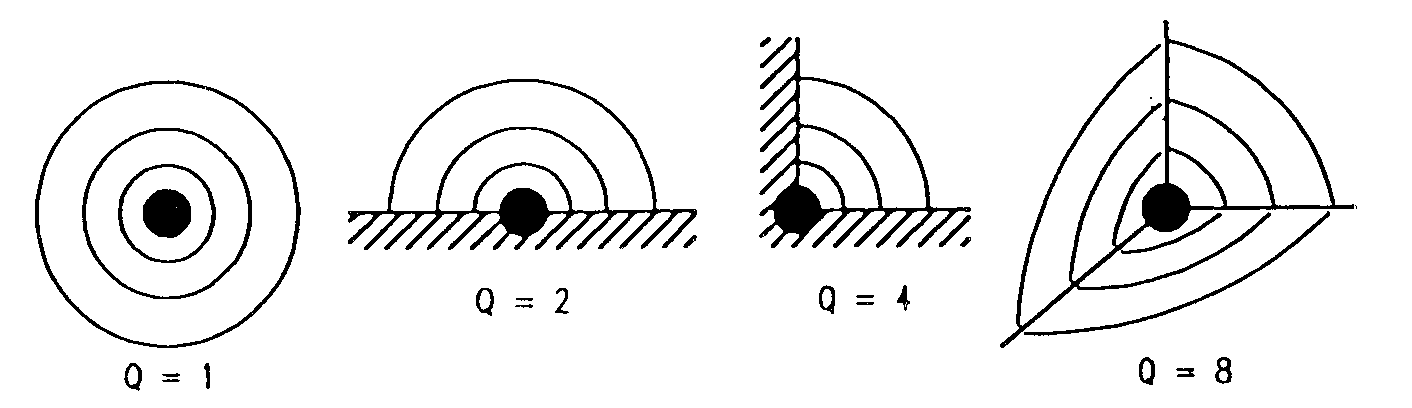 Q = 1
Q = 2
Q = 4
Q = 8